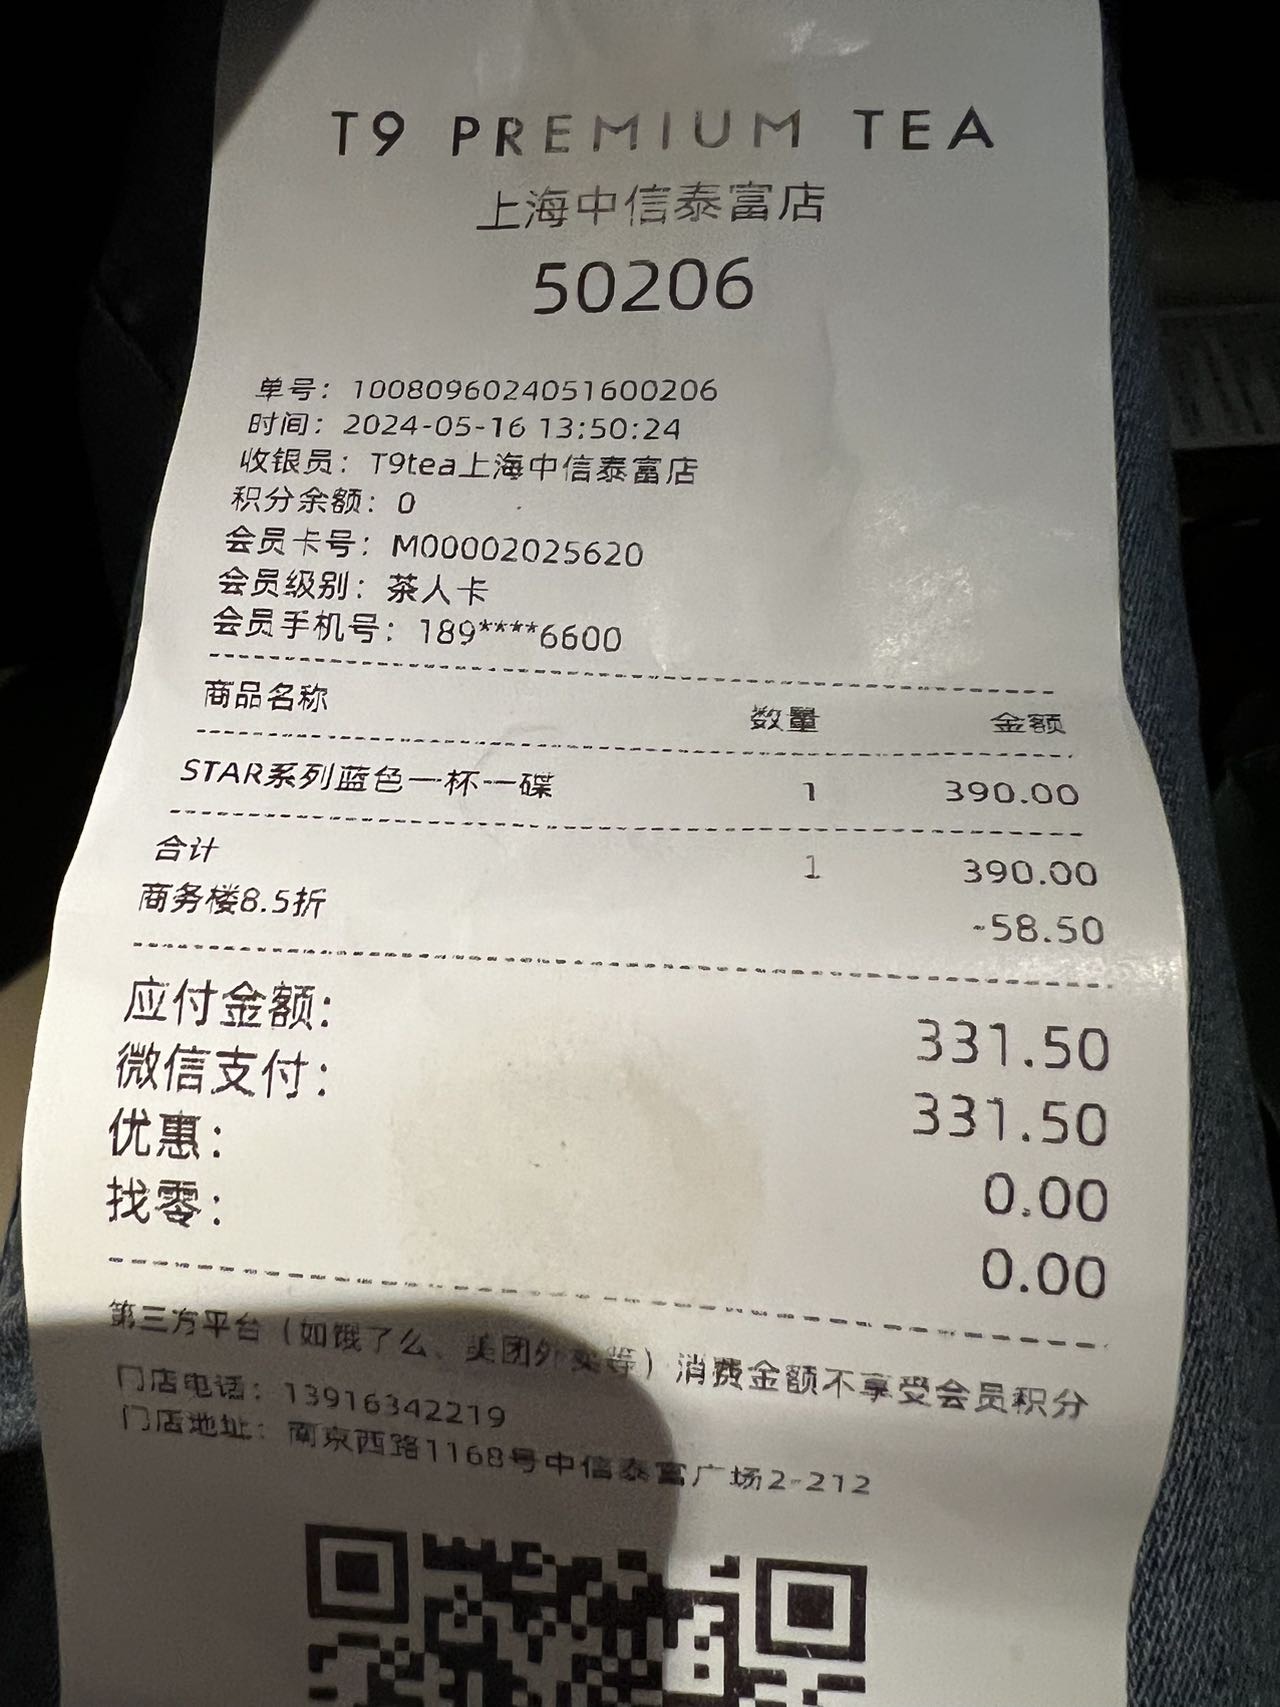 T9 PREMIUM TEA
上海中信泰富店
50206
单号：1008096024051600206
时间：2024-05-16 13:50:24
收银员：T9tea上海中信泰富店
积分余额：0
会员卡号：M00002025620
会员级别：茶人卡
会员手机号：189****6600
商品名称 数量 金额
STAR系列蓝色一杯一碟 1 390.00
合计 1 390.00
商务楼8.5折 -58.50
应付金额: 331.50
微信支付: 331.50
优惠: 0.00
找零: 0.00
第三方平台（如饿了么、美团外卖等）消费金额不享受会员积分
门店电话：13916342219
门店地址：南京西路1168号中信泰富广场2-212